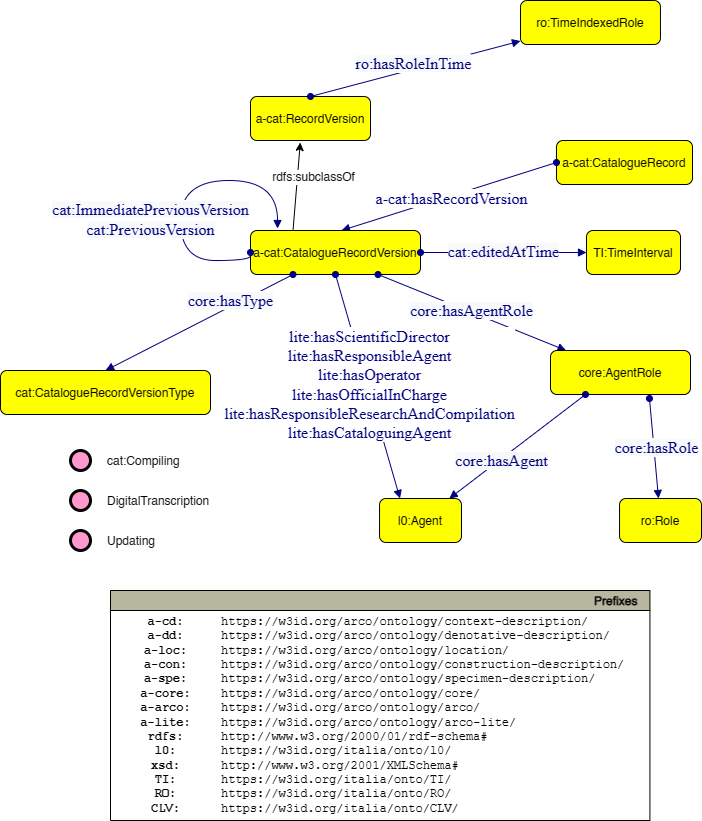 ro:TimeIndexedRole
ro:hasRoleInTime
a-cat:RecordVersion
a-cat:CatalogueRecord
rdfs:subclassOf
a-cat:hasRecordVersion
cat:ImmediatePreviousVersion
cat:PreviousVersion
a-cat:CatalogueRecordVersion
cat:editedAtTime
TI:TimeInterval
core:hasType
core:hasAgentRole
lite:hasScientificDirector
lite:hasResponsibleAgent
lite:hasOperator
lite:hasOfficialInCharge
lite:hasResponsibleResearchAndCompilation
lite:hasCataloguingAgent
core:AgentRole
cat:CatalogueRecordVersionType
core:hasAgent
core:hasRole
cat:Compiling
DigitalTranscription
Updating
l0:Agent
ro:Role
Prefixes
a-cd: https://w3id.org/arco/ontology/context-description/
a-dd: https://w3id.org/arco/ontology/denotative-description/
a-loc: https://w3id.org/arco/ontology/location/
a-con: https://w3id.org/arco/ontology/construction-description/
a-spe: https://w3id.org/arco/ontology/specimen-description/
a-core: https://w3id.org/arco/ontology/core/
a-arco: https://w3id.org/arco/ontology/arco/
a-lite: https://w3id.org/arco/ontology/arco-lite/
rdfs: http://www.w3.org/2000/01/rdf-schema#
l0: https://w3id.org/italia/onto/l0/
xsd: http://www.w3.org/2001/XMLSchema#
TI: https://w3id.org/italia/onto/TI/
RO: https://w3id.org/italia/onto/RO/
CLV: https://w3id.org/italia/onto/CLV/